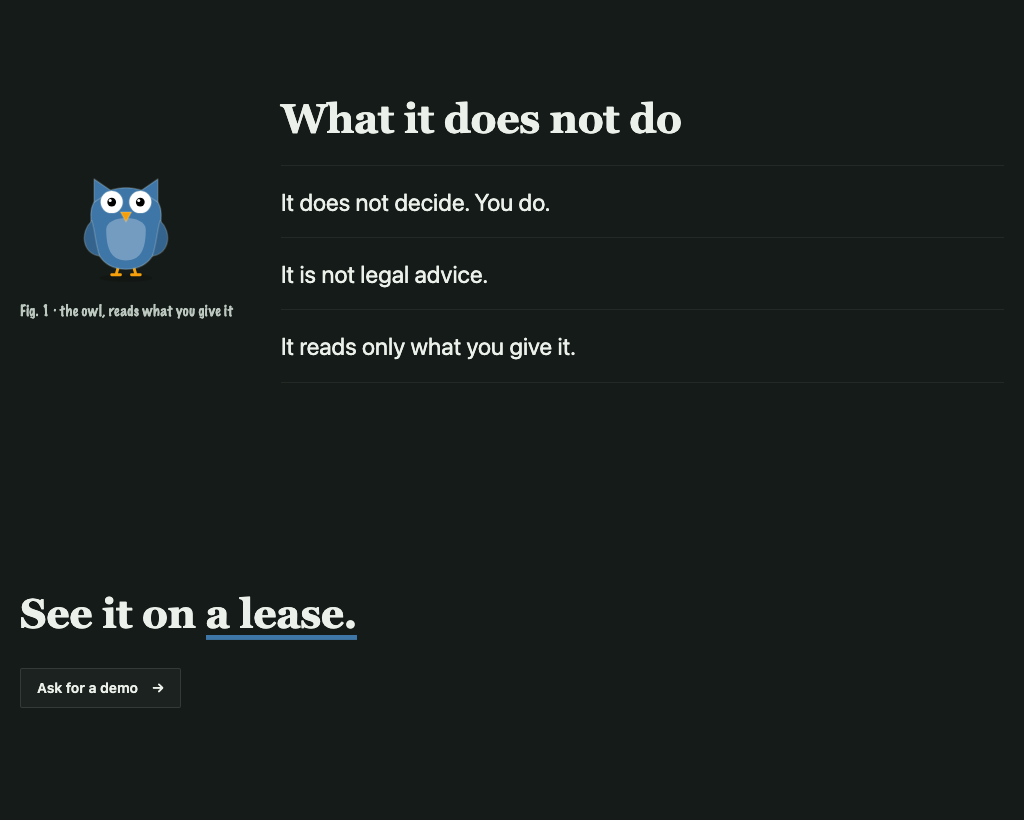 What it does not do
It does not decide. You do.
It is not legal advice.
It reads only what you give it.
Fig. 1 · the owl, reads what you give it
See it on a lease.
Ask for a demo →